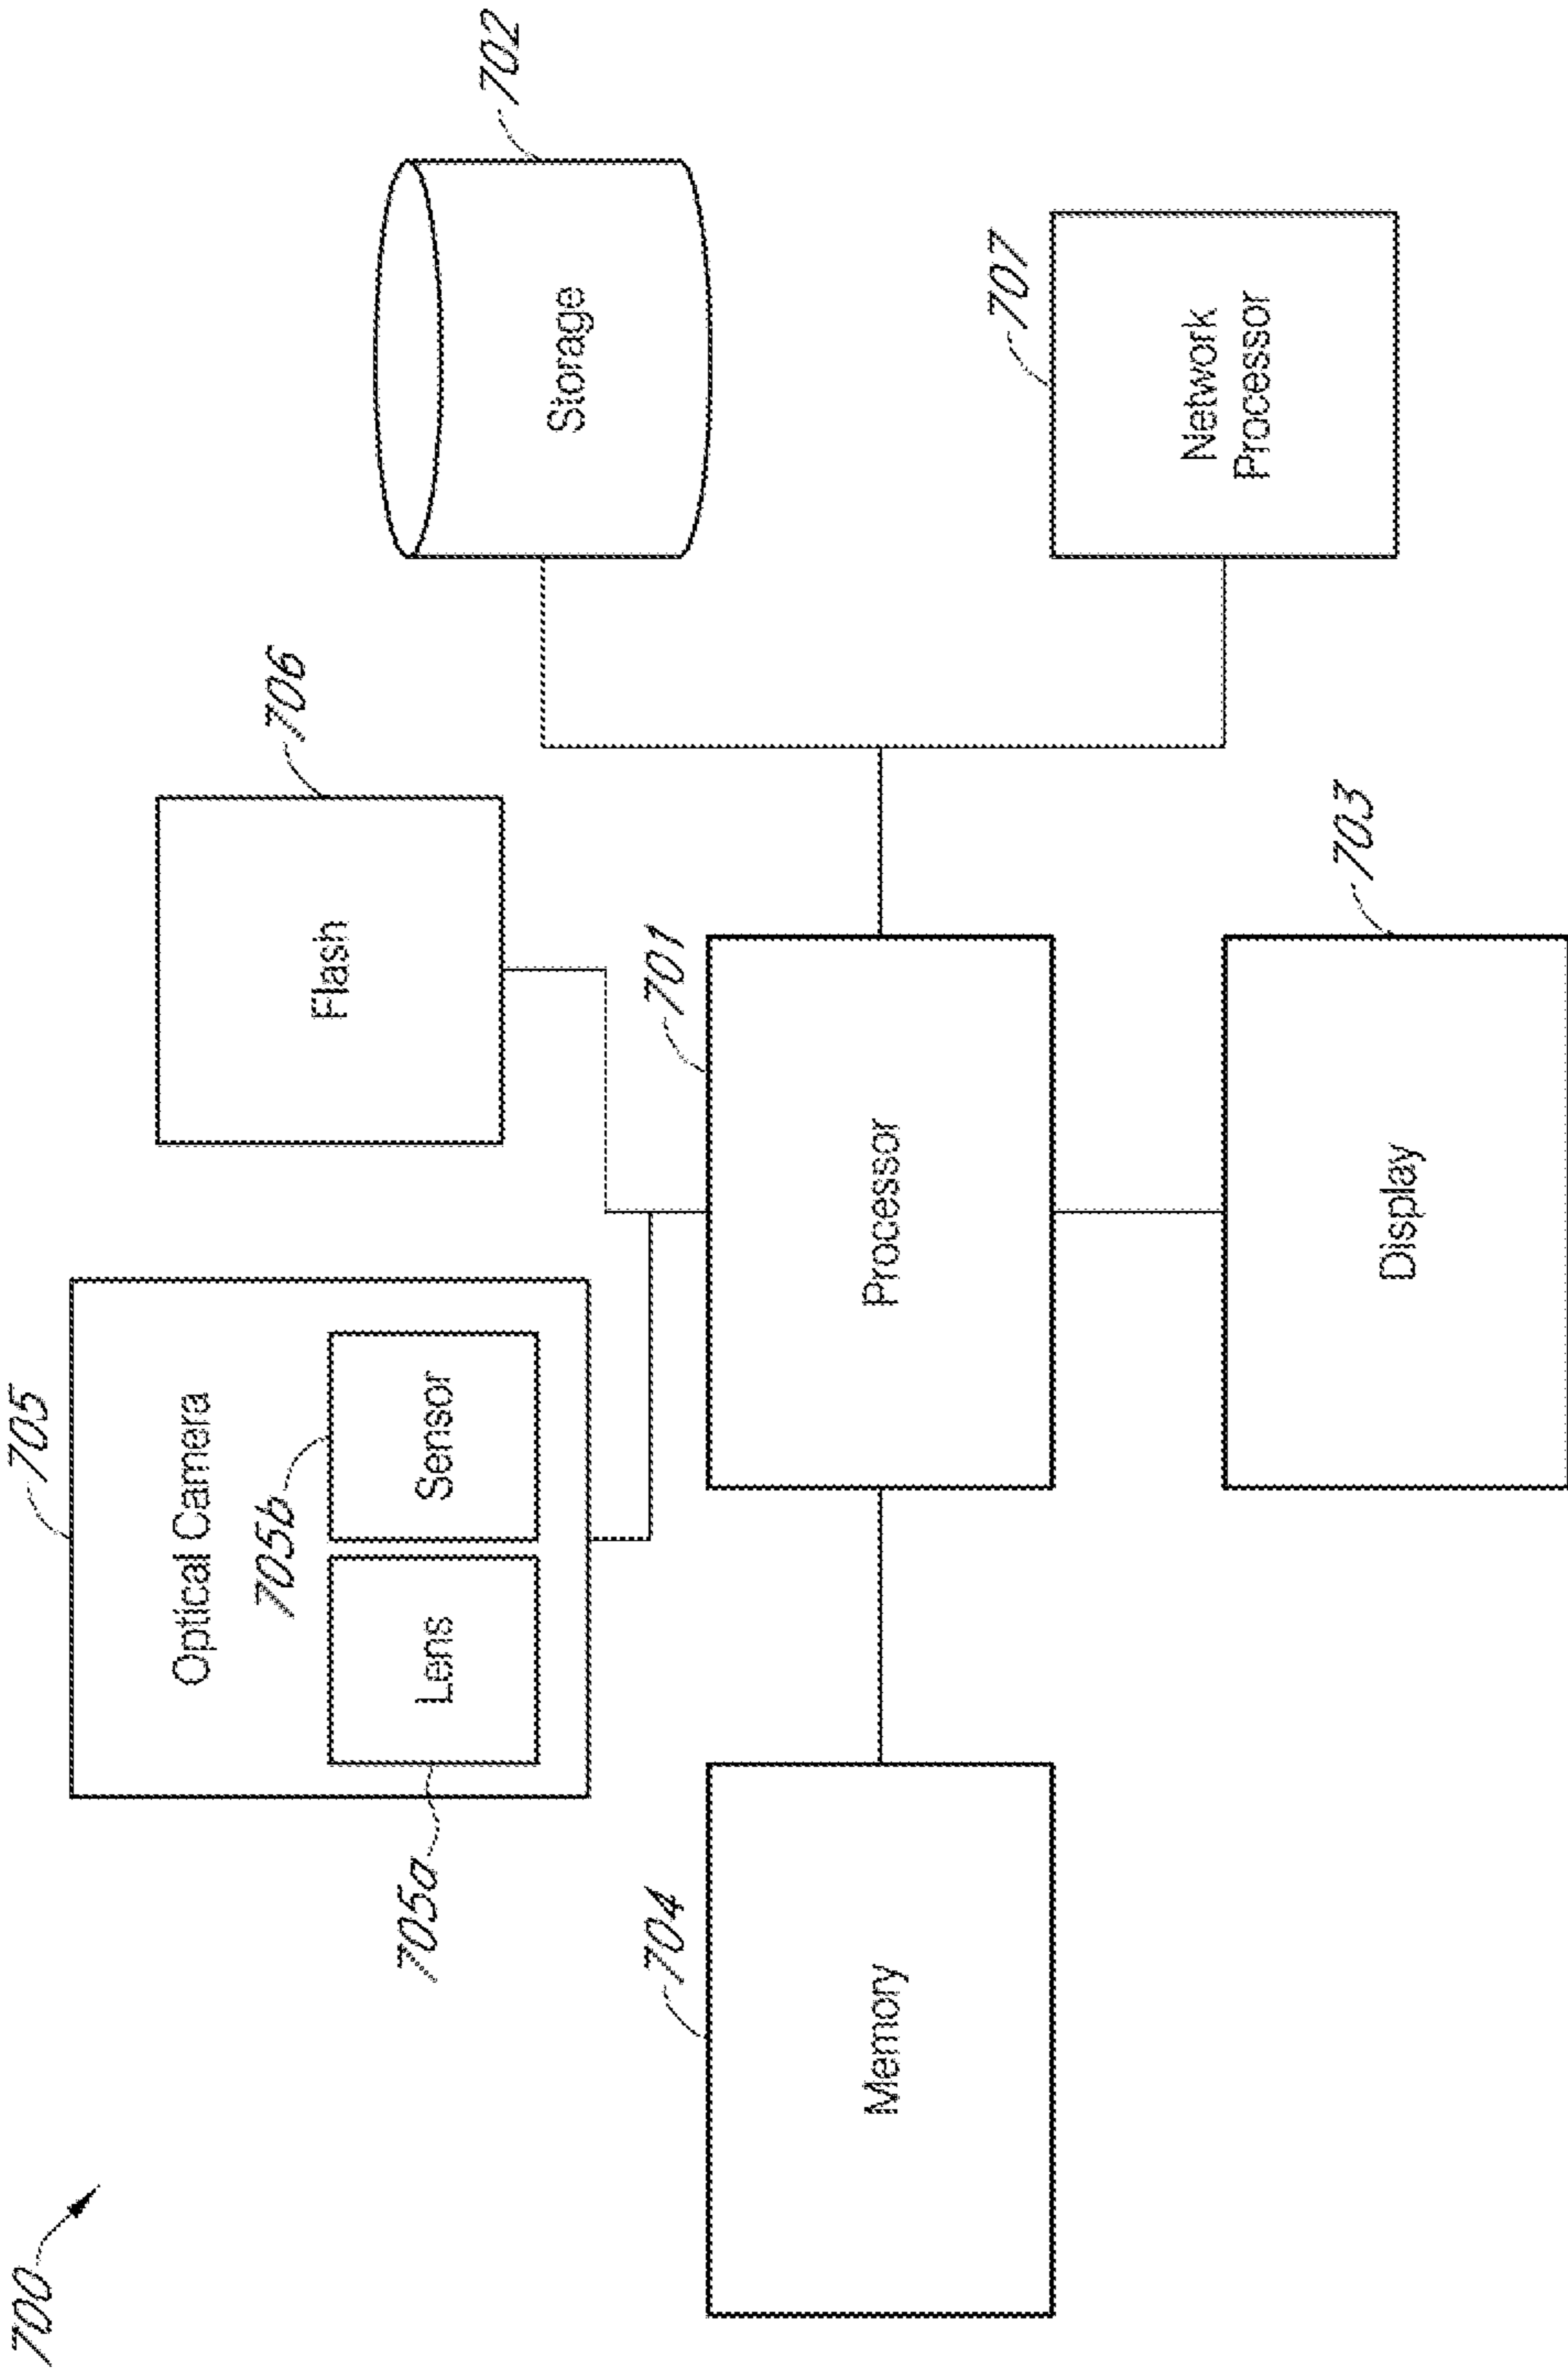 700
705
Optical Camera
705b
Lens
Sensor
705a
706
Flash
702
Storage
704
Memory
701
Processor
707
Network
Processor
703
Display